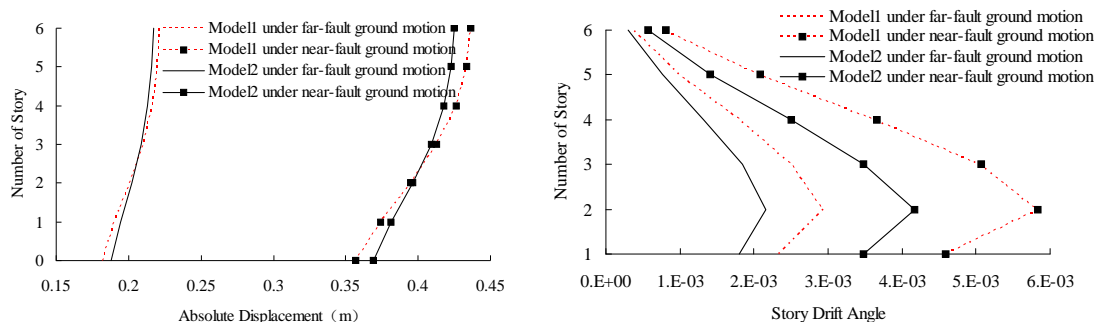 Number of Story
6
5
4
3
2
1
0
Modell under far-fault ground motion
Modell under near-fault ground motion
Model2 under far-fault ground motion
Model2 under near-fault ground motion
0.15 0.2 0.25 0.3 0.35 0.4 0.45
Absolute Displacement（m）
Number of Story
6
5
4
3
2
1
Modell under far-fault ground motion
Modell under near-fault ground motion
Model2 under far-fault ground motion
Model2 under near-fault ground motion
0.E+00 1.E-03 2.E-03 3.E-03 4.E-03 5.E-03 6.E-03
Story Drift Angle